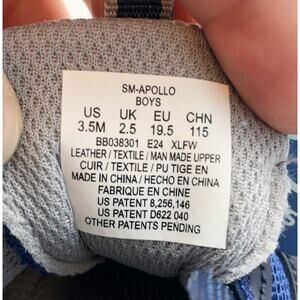 SM-APOLLO
BOYS
US UK EU CHN
3.5M 2.5 19.5 115
BB038301 E24 XLFW
LEATHER / TEXTILE / MAN MADE UPPER
CUIR / TEXTILE / PU TIGE EN
MADE IN CHINA / HECHO EN CHINA
FABRIQUE EN CHINE
US PATENT 8,256,146
US PATENT D622 040
OTHER PATENTS PENDING